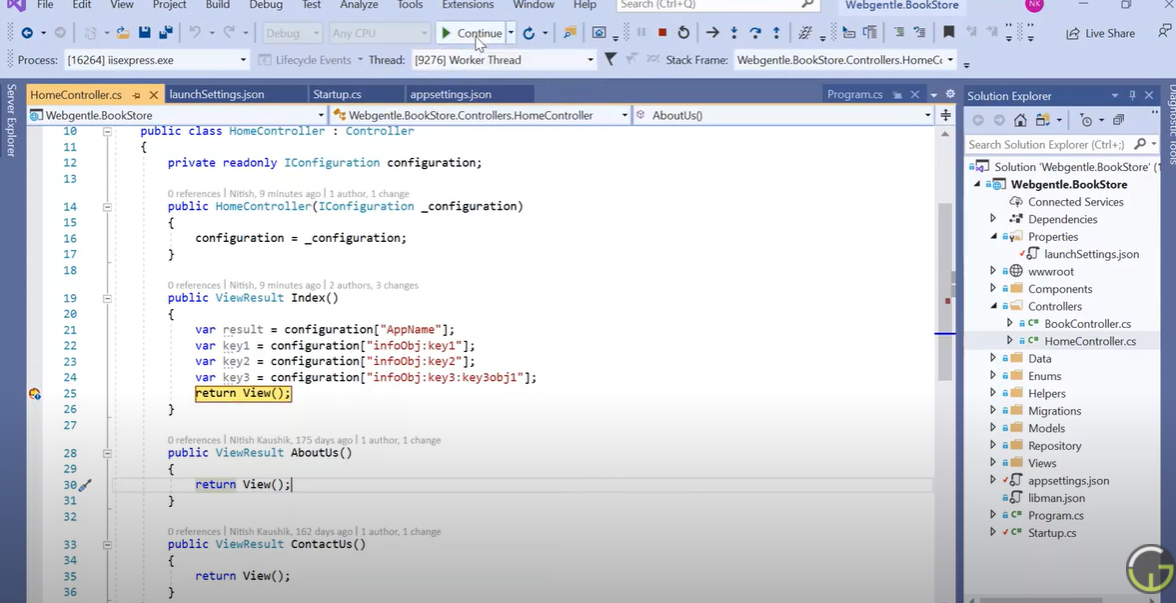 File Edit View Project Build Debug Test Analyze Tools Extensions Window Help Search (Ctrl+Q) Webgentle.BookStore NK
Debug Any CPU Continue Live Share
Process: [16264] iisexpress.exe Lifecycle Events Thread: [9276] Worker Thread Stack Frame: Webgentle.BookStore.Controllers.HomeCo
HomeController.cs launchSettings.json Startup.cs appsettings.json Program.cs
Webgentle.BookStore Webgentle.BookStore.Controllers.HomeController AboutUs()
Server Explorer
10 public class HomeController : Controller
11 {
12 private readonly IConfiguration configuration;
13
0 references | Nitish, 9 minutes ago | 1 author, 1 change
14 public HomeController(IConfiguration _configuration)
15 {
16 configuration = _configuration;
17 }
18
0 references | Nitish, 9 minutes ago | 2 authors, 3 changes
19 public ViewResult Index()
20 {
21 var result = configuration["AppName"];
22 var key1 = configuration["infoObj:key1"];
23 var key2 = configuration["infoObj:key2"];
24 var key3 = configuration["infoObj:key3:key3obj1"];
25 return View();
26 }
27
0 references | Nitish Kaushik, 175 days ago | 1 author, 1 change
28 public ViewResult AboutUs()
29 {
30 return View();
31 }
32
0 references | Nitish Kaushik, 162 days ago | 1 author, 1 change
33 public ViewResult ContactUs()
34 {
35 return View();
36 }
Solution Explorer
Search Solution Explorer (Ctrl+;)
Solution 'Webgentle.BookStore' (1
Webgentle.BookStore
Connected Services
Dependencies
Properties
launchSettings.json
wwwroot
Components
Controllers
BookController.cs
HomeController.cs
Data
Enums
Helpers
Migrations
Models
Repository
Views
appsettings.json
libman.json
Program.cs
Startup.cs
Diagnostic Tools